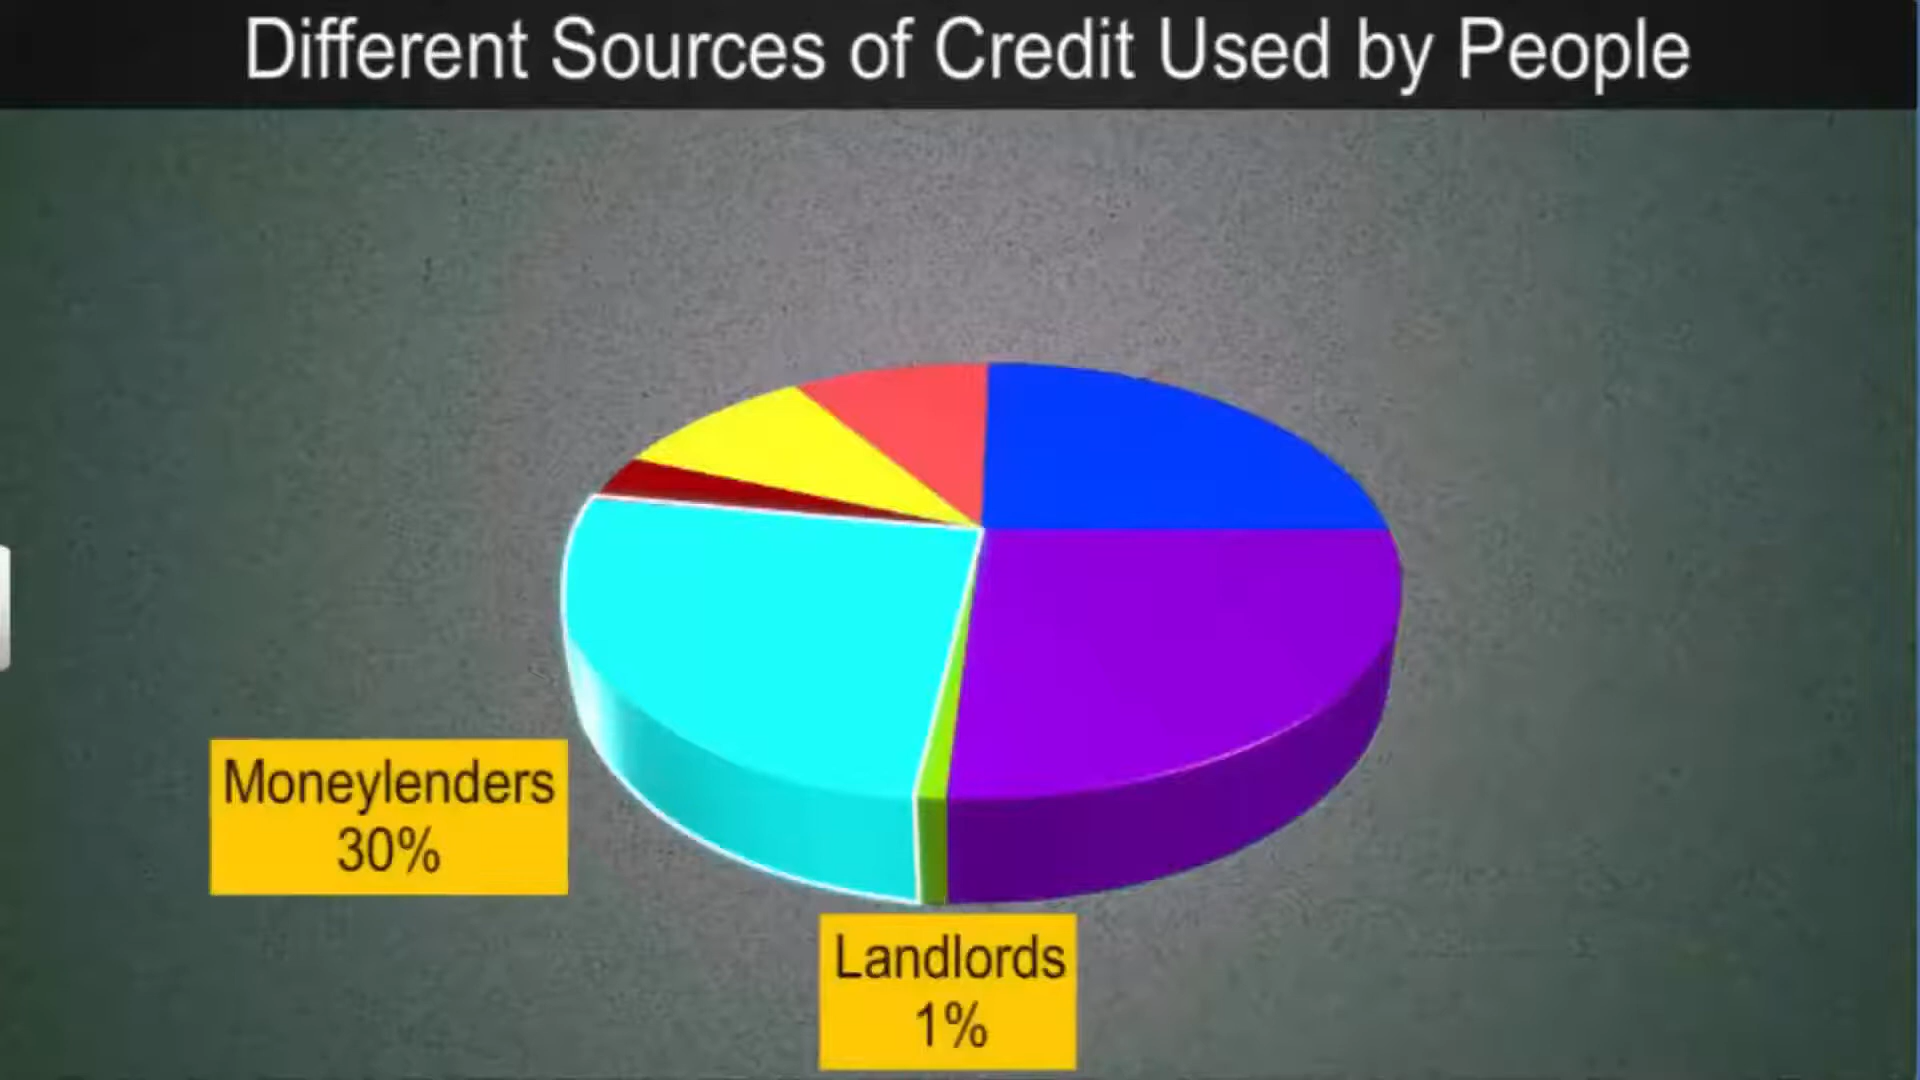 Different Sources of Credit Used by People
Moneylenders
30%
Landlords
1%